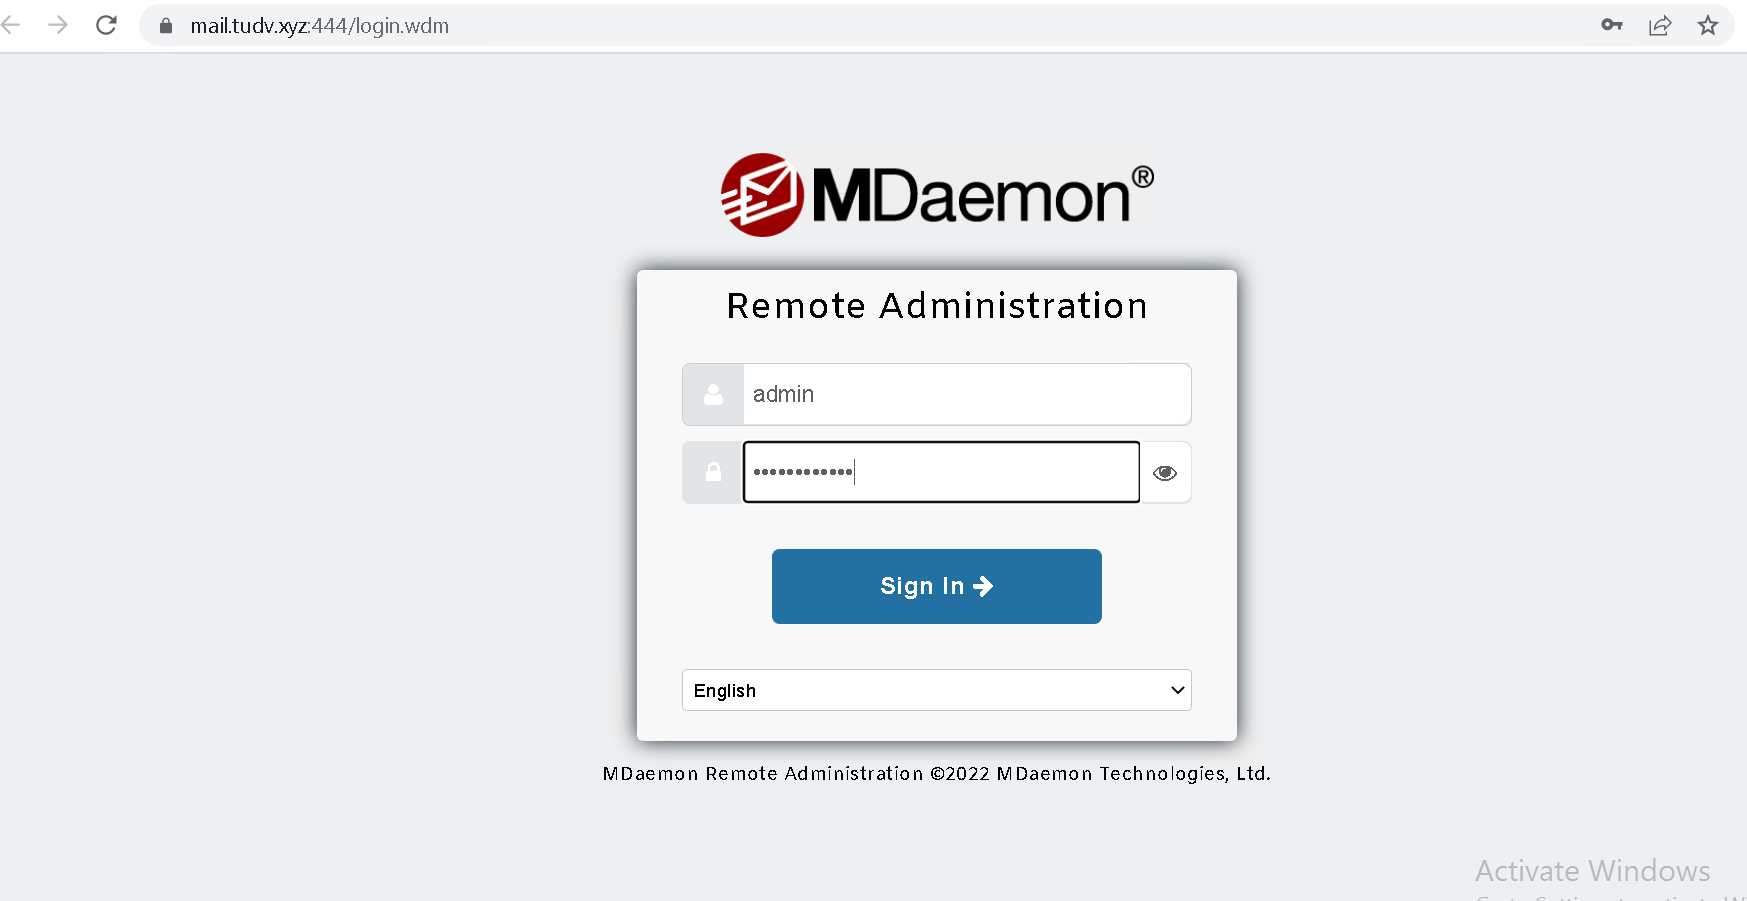 mail.tudv.xyz:444/login.wdm
MDaemon®
Remote Administration
admin
••••••••••••
Sign In
English
MDaemon Remote Administration ©2022 MDaemon Technologies, Ltd.
Activate Windows